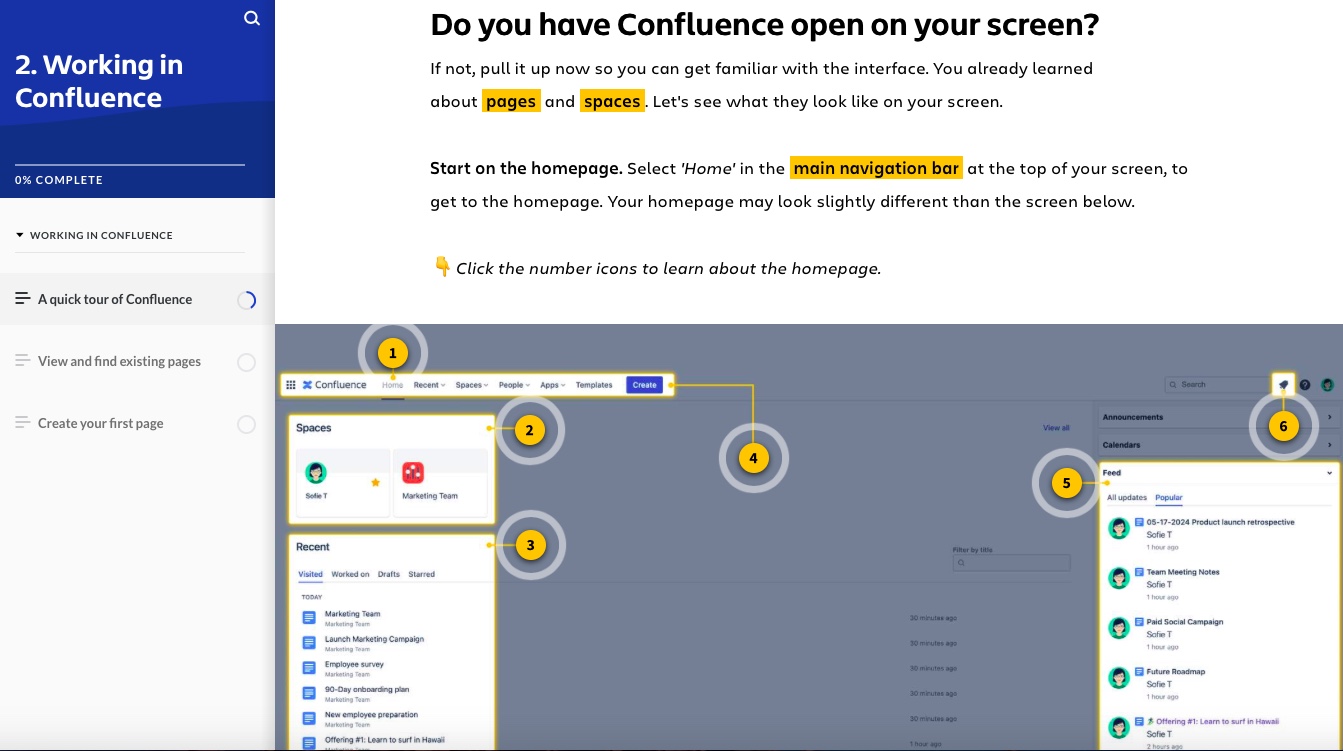 2. Working in
Confluence
0% COMPLETE
WORKING IN CONFLUENCE
A quick tour of Confluence
View and find existing pages
Create your first page
Do you have Confluence open on your screen?
If not, pull it up now so you can get familiar with the interface. You already learned
about pages and spaces. Let's see what they look like on your screen.
Start on the homepage. Select 'Home' in the main navigation bar at the top of your screen, to
get to the homepage. Your homepage may look slightly different than the screen below.
👇 Click the number icons to learn about the homepage.
1
Confluence Home Recent Spaces People Apps Templates Create
Search
?
Spaces
2
View all
Sofie T
Marketing Team
4
Announcements
Calendars
6
5
Feed
All updates Popular
05-17-2024 Product launch retrospective
Sofie T
1 hour ago
Team Meeting Notes
Sofie T
1 hour ago
Paid Social Campaign
Sofie T
1 hour ago
Future Roadmap
Sofie T
1 hour ago
Offering #1: Learn to surf in Hawaii
Sofie T
2 hours ago
Recent
3
Filter by title
Visited Worked on Drafts Starred
TODAY
Marketing Team
Marketing Team
30 minutes ago
Launch Marketing Campaign
Marketing Team
30 minutes ago
Employee survey
Marketing Team
30 minutes ago
90-Day onboarding plan
Marketing Team
30 minutes ago
New employee preparation
Marketing Team
30 minutes ago
Offering #1: Learn to surf in Hawaii
1 hour ago